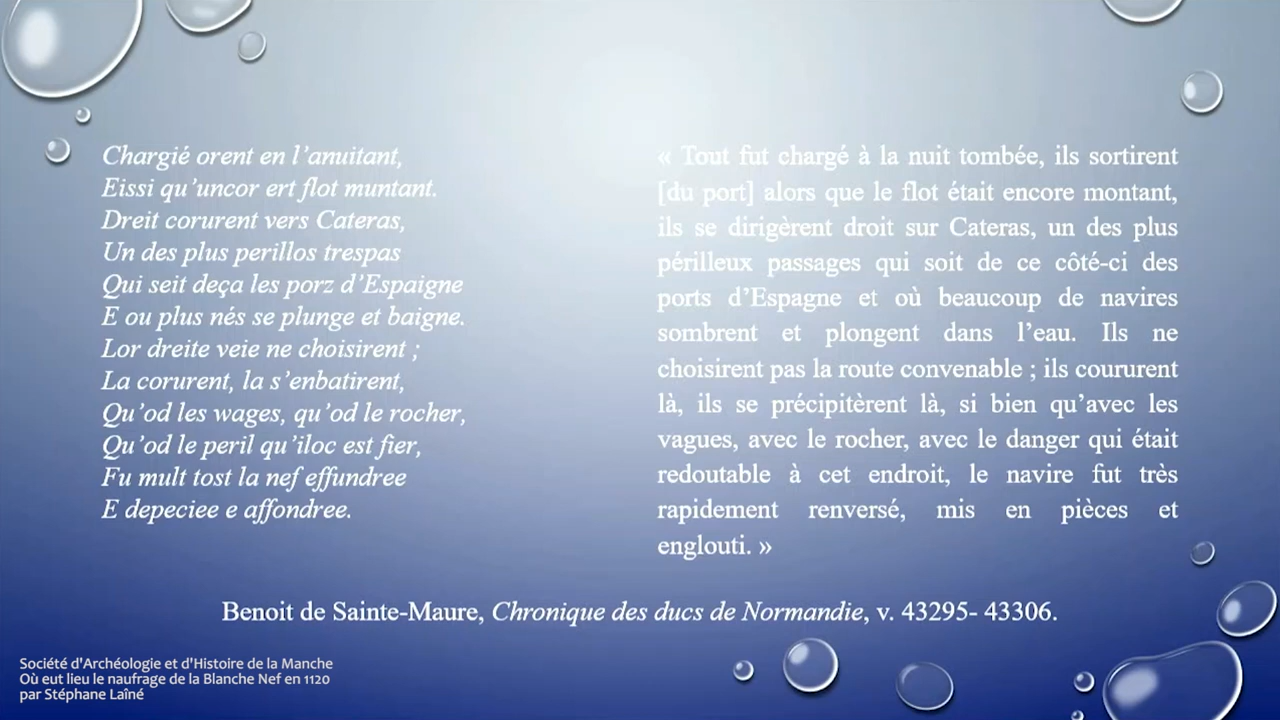 Chargié orent en l’anuitant,
Eissi qu’uncor ert flot muntant.
Dreit corurent vers Cateras,
Un des plus perillos trespas
Qui seit deça les porz d’Espaigne
E ou plus nés se plunge et baigne.
Lor dreite veie ne choisirent ;
La corurent, la s’enbatirent,
Qu’od les wages, qu’od le rocher,
Qu’od le peril qu’iloc est fier,
Fu mult tost la nef effundree
E depeciee e affondree.
« Tout fut chargé à la nuit tombée, ils sortirent
[du port] alors que le flot était encore montant,
ils se dirigèrent droit sur Cateras, un des plus
périlleux passages qui soit de ce côté-ci des
ports d’Espagne et où beaucoup de navires
sombrent et plongent dans l’eau. Ils ne
choisirent pas la route convenable ; ils coururent
là, ils se précipitèrent là, si bien qu’avec les
vagues, avec le rocher, avec le danger qui était
redoutable à cet endroit, le navire fut très
rapidement renversé, mis en pièces et
englouti. »
Benoit de Sainte-Maure, Chronique des ducs de Normandie, v. 43295- 43306.
Société d'Archéologie et d'Histoire de la Manche
Où eut lieu le naufrage de la Blanche Nef en 1120
par Stéphane Laîné